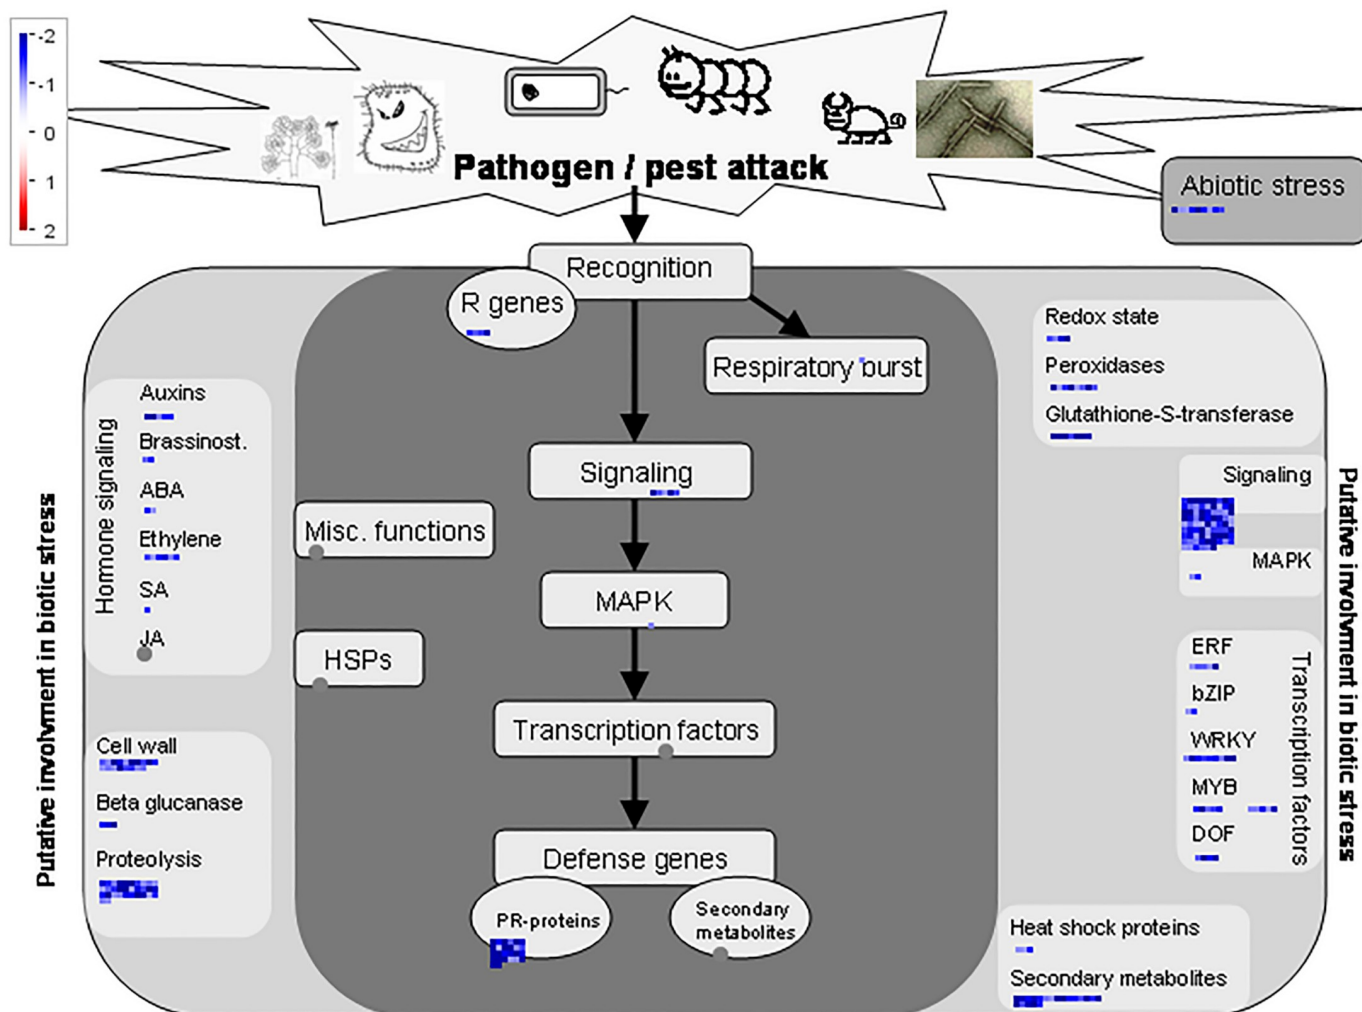 -2
-1
0
1
2
Pathogen / pest attack
Abiotic stress
Recognition
R genes
Respiratory burst
Signaling
Misc. functions
MAPK
HSPs
Transcription factors
Defense genes
PR-proteins
Secondary
metabolites
Putative involvment in biotic stress
Hormone signaling
Auxins
Brassinost.
ABA
Ethylene
SA
JA
Cell wall
Beta glucanase
Proteolysis
Redox state
Peroxidases
Glutathione-S-transferase
Signaling
MAPK
ERF
bZIP
WRKY
MYB
DOF
Transcription factors
Putative involvment in biotic stress
Heat shock proteins
Secondary metabolites